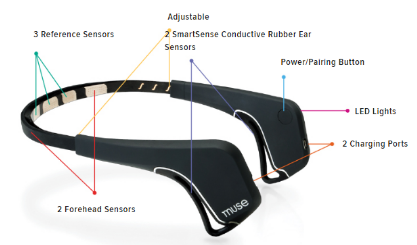 Adjustable
3 Reference Sensors
2 SmartSense Conductive Rubber Ear
Sensors
Power/Pairing Button
LED Lights
2 Charging Ports
2 Forehead Sensors
muse